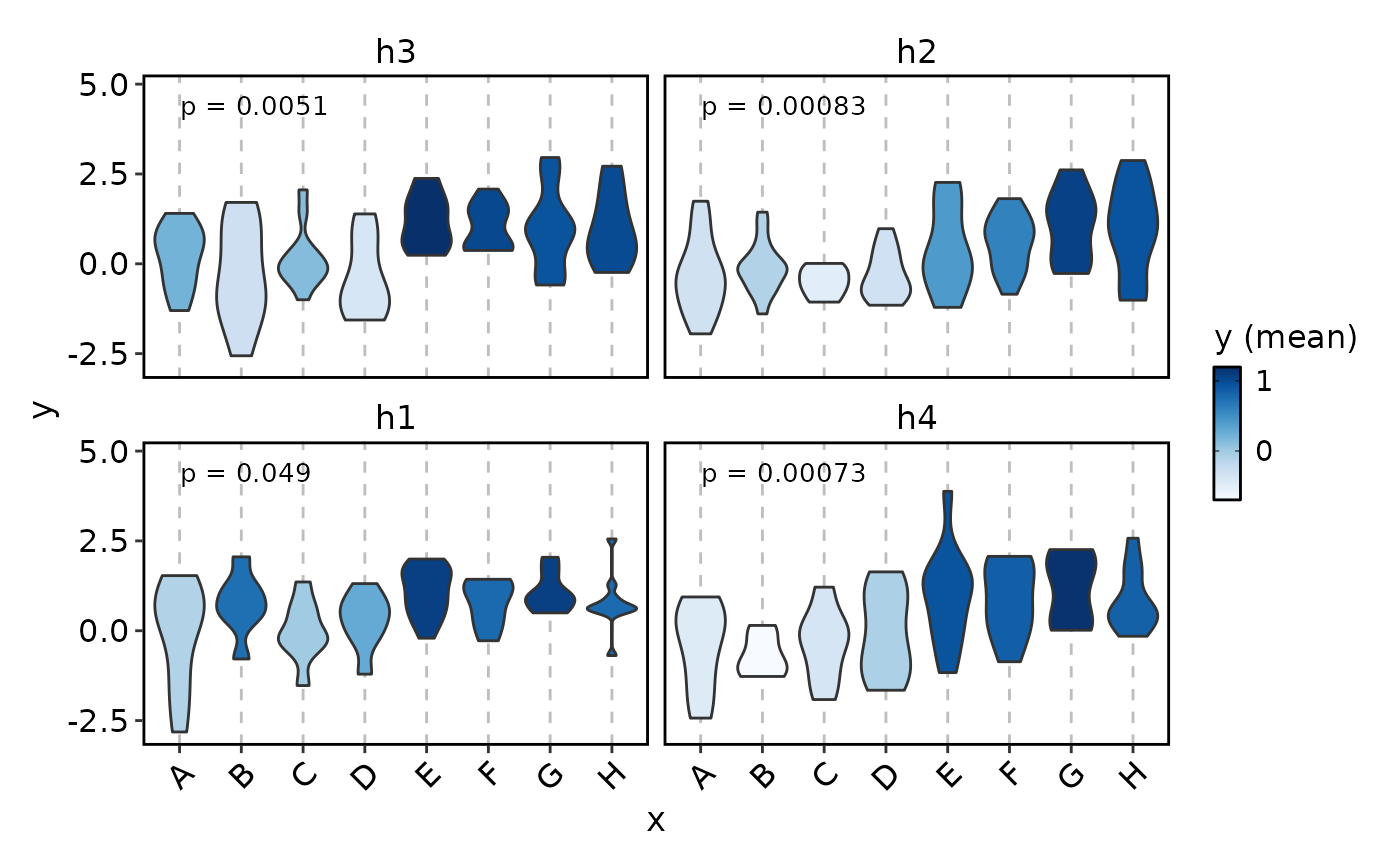 h3
h2
5.0
2.5
0.0
-2.5
p = 0.0051
p = 0.00083
y
h1
h4
5.0
2.5
0.0
-2.5
p = 0.049
p = 0.00073
A B C D E F G H
A B C D E F G H
x
y (mean)
1
0